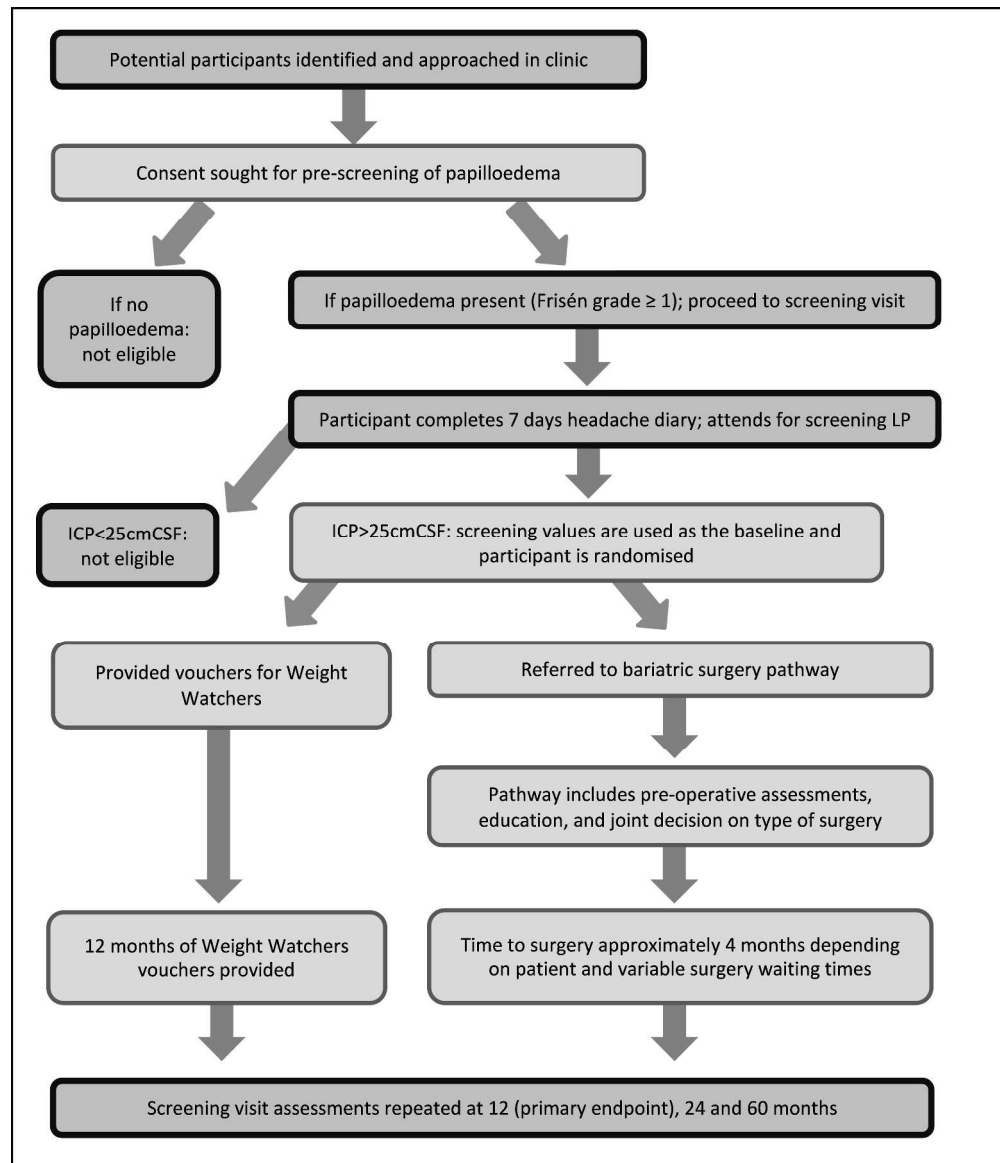 Potential participants identified and approached in clinic
Consent sought for pre-screening of papilloedema
If no
papilloedema:
not eligible
If papilloedema present (Frisén grade ≥ 1); proceed to screening visit
Participant completes 7 days headache diary; attends for screening LP
ICP<25cmCSF:
not eligible
ICP>25cmCSF: screening values are used as the baseline and
participant is randomised
Provided vouchers for Weight
Watchers
Referred to bariatric surgery pathway
Pathway includes pre-operative assessments,
education, and joint decision on type of surgery
12 months of Weight Watchers
vouchers provided
Time to surgery approximately 4 months depending
on patient and variable surgery waiting times
Screening visit assessments repeated at 12 (primary endpoint), 24 and 60 months